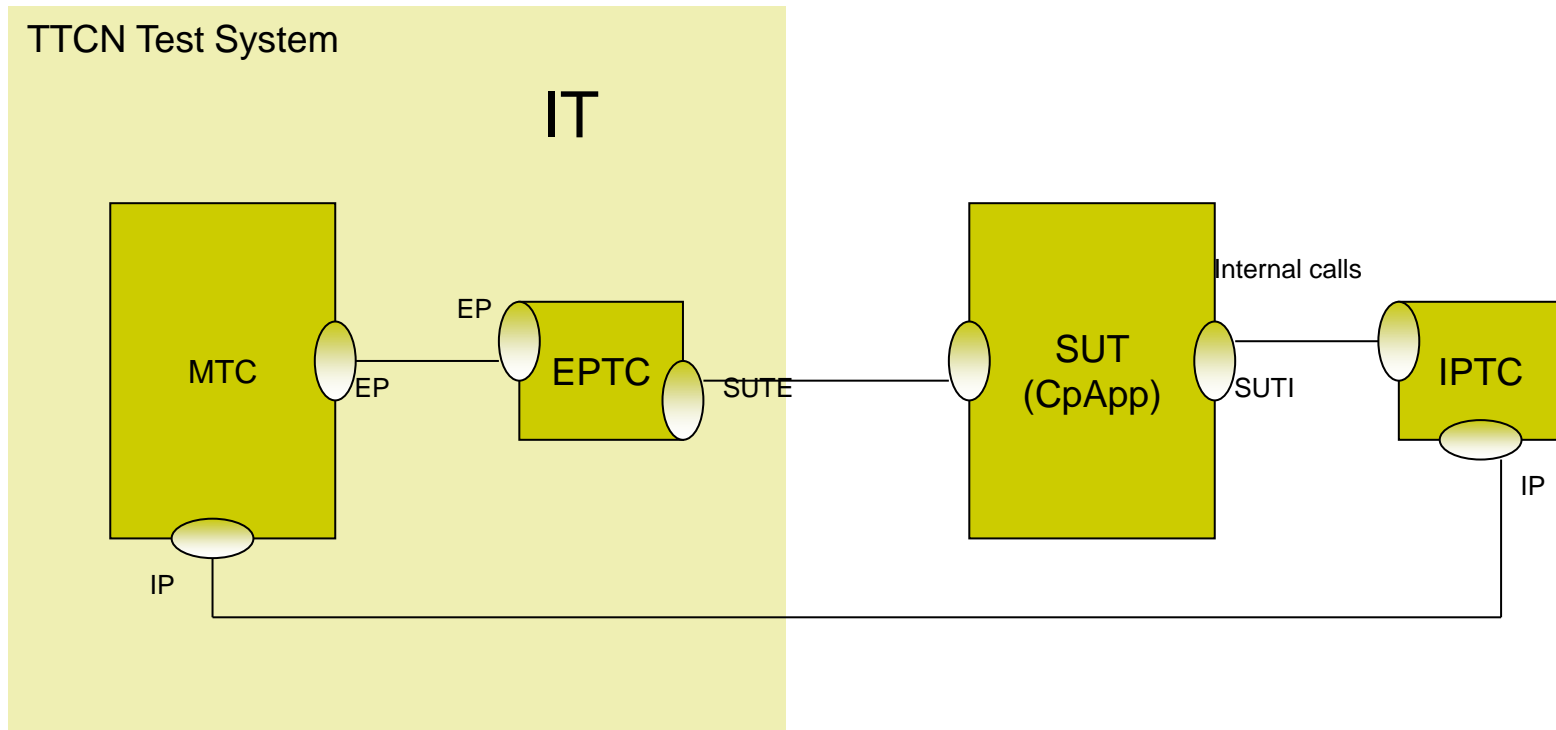 TTCN Test System
IT
Internal calls
EP
MTC
EP
EPTC
SUTE
SUT
(CpApp)
SUTI
IPTC
IP
IP